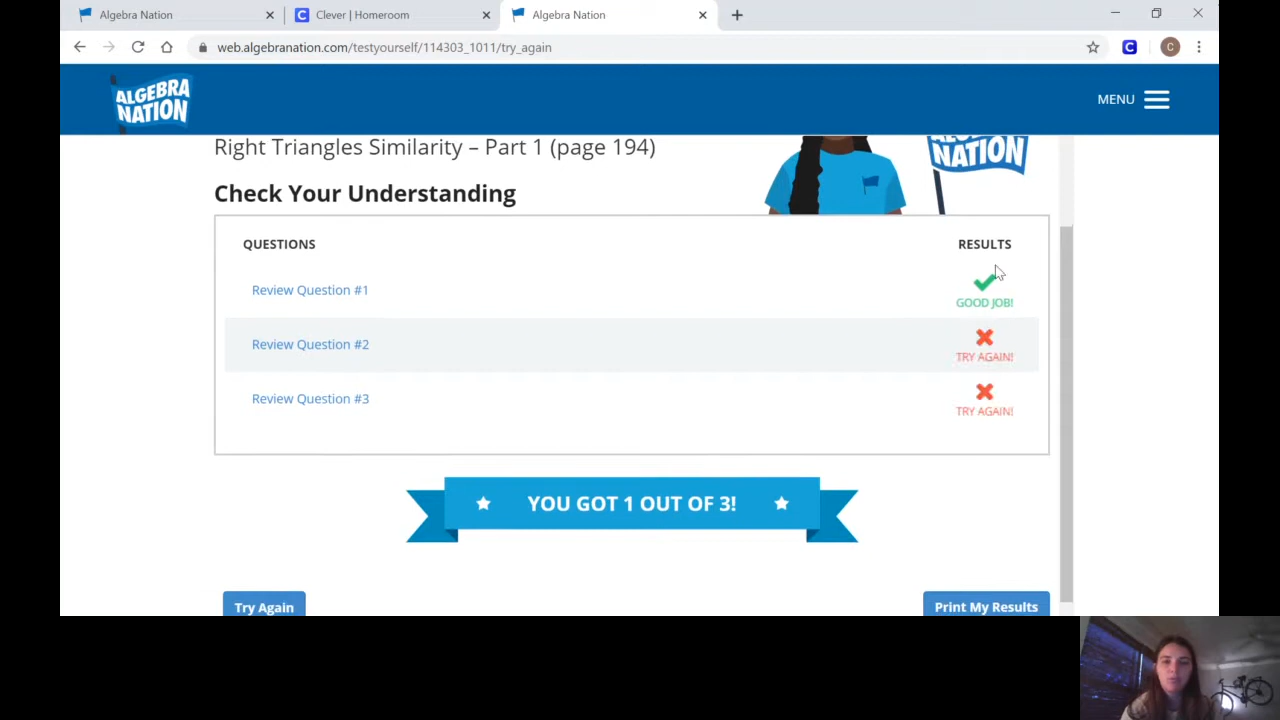 Algebra Nation
Clever | Homeroom
Algebra Nation
web.algebranation.com/testyourself/114303_1011/try_again
C
C
ALGEBRA
NATION
MENU
NATION
Right Triangles Similarity – Part 1 (page 194)
Check Your Understanding
QUESTIONS
RESULTS
Review Question #1
GOOD JOB!
Review Question #2
TRY AGAIN!
Review Question #3
TRY AGAIN!
YOU GOT 1 OUT OF 3!
Try Again
Print My Results